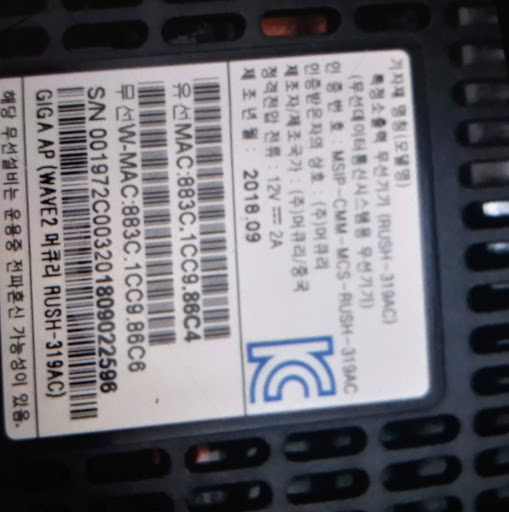 기자재 명칭(모델명)
특정소출력 무선기기 (RUSH-319AC)
(무선데이터통신시스템용 무선기기)
인 증 번 호 : MSIP-CMM-MCS-RUSH-319AC
인증받은자의 상호 : (주)머큐리
제조자/제조국가 : (주)머큐리/중국
정격전압 전류 : 12V ⎓ 2A
제 조 년 월 : 2018.09
유선MAC:883C.1CC9.86C4
무선W-MAC:883C.1CC9.86C6
S/N 001972C003201809022596
GIGA AP (WAVE2 머큐리 RUSH-319AC)
해당 무선설비는 운용중 전파혼신 가능성이 있음.